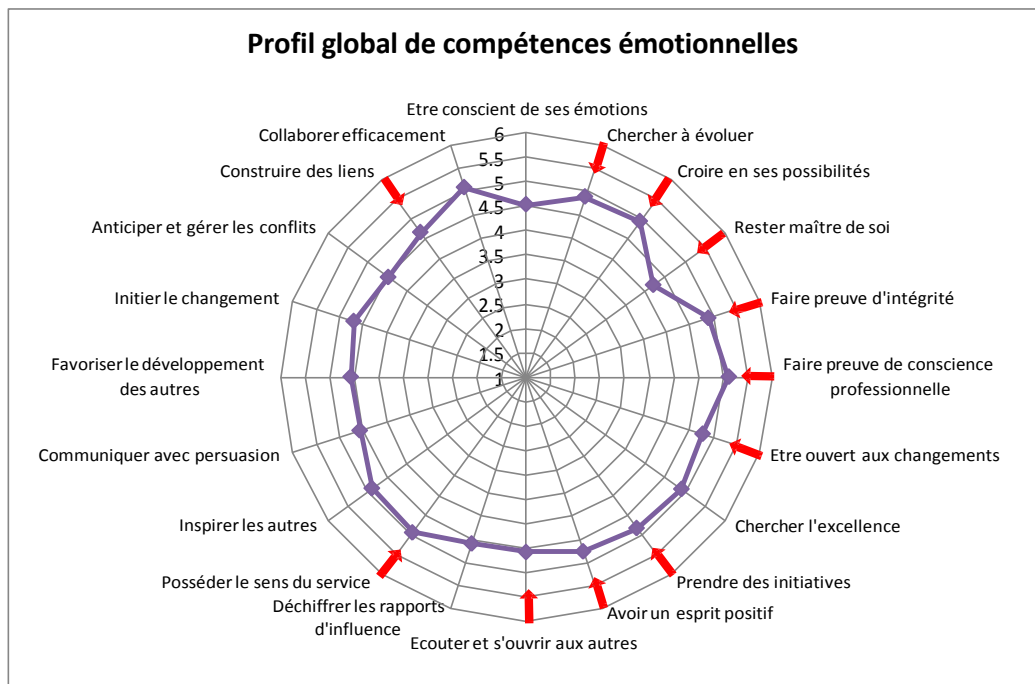 Profil global de compétences émotionnelles
Etre conscient de ses émotions
Collaborer efficacement
Chercher à évoluer
Construire des liens
Croire en ses possibilités
Anticiper et gérer les conflits
Rester maître de soi
Initier le changement
Faire preuve d'intégrité
Favoriser le développement
des autres
Faire preuve de conscience
professionnelle
Communiquer avec persuasion
Etre ouvert aux changements
Inspirer les autres
Chercher l'excellence
Posséder le sens du service
Prendre des initiatives
Déchiffrer les rapports
d'influence
Avoir un esprit positif
Ecouter et s'ouvrir aux autres
6
5.5
5
4.5
4
3.5
3
2.5
2
1.5
1